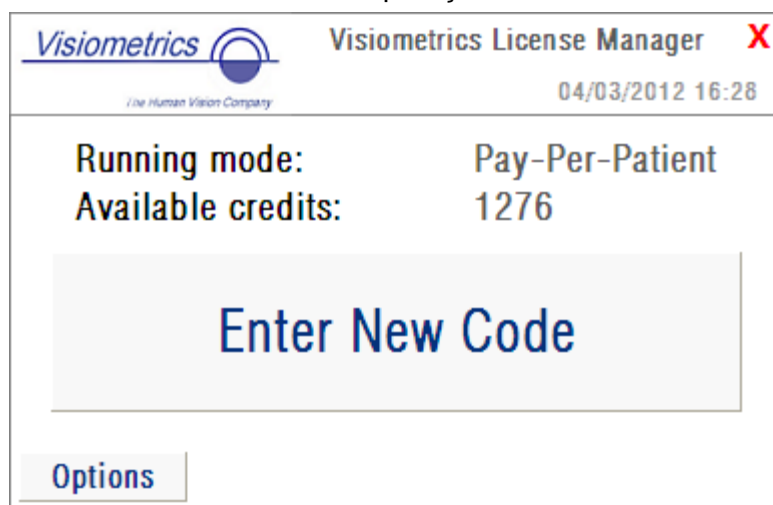 Visiometrics
The Human Vision Company
Visiometrics License Manager X
04/03/2012 16:28
Running mode: Pay-Per-Patient
Available credits: 1276
Enter New Code
Options